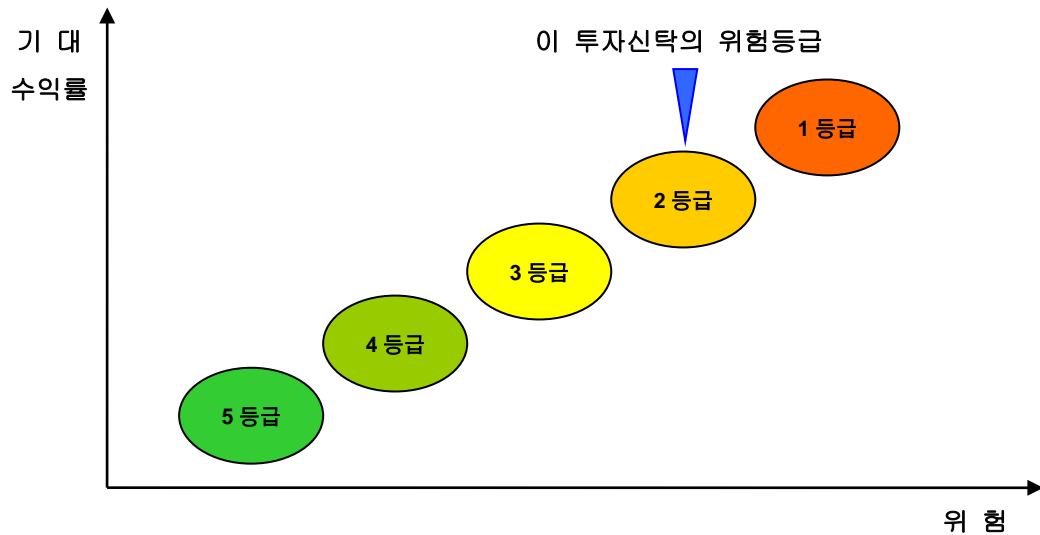 기 대
수익률
이 투자신탁의 위험등급
1 등급
2 등급
3 등급
4 등급
5 등급
위 험